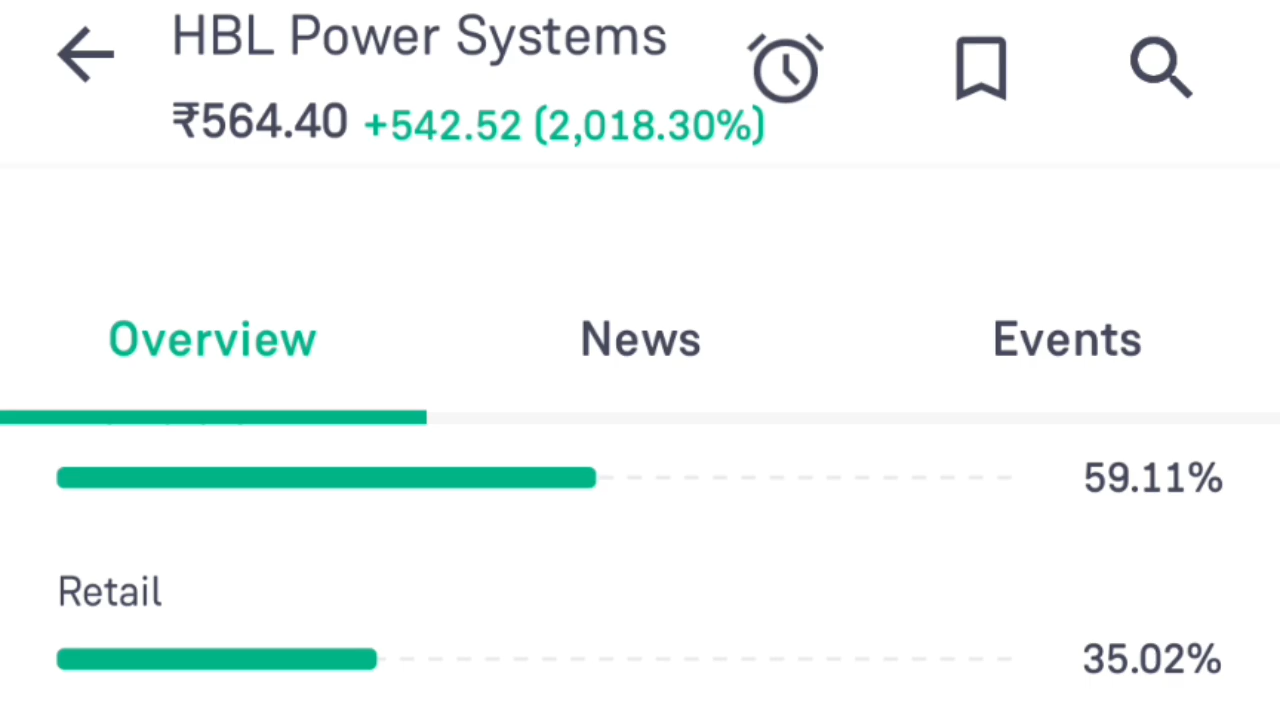 HBL Power Systems
₹564.40 +542.52 (2,018.30%)
Overview News Events
59.11%
Retail
35.02%